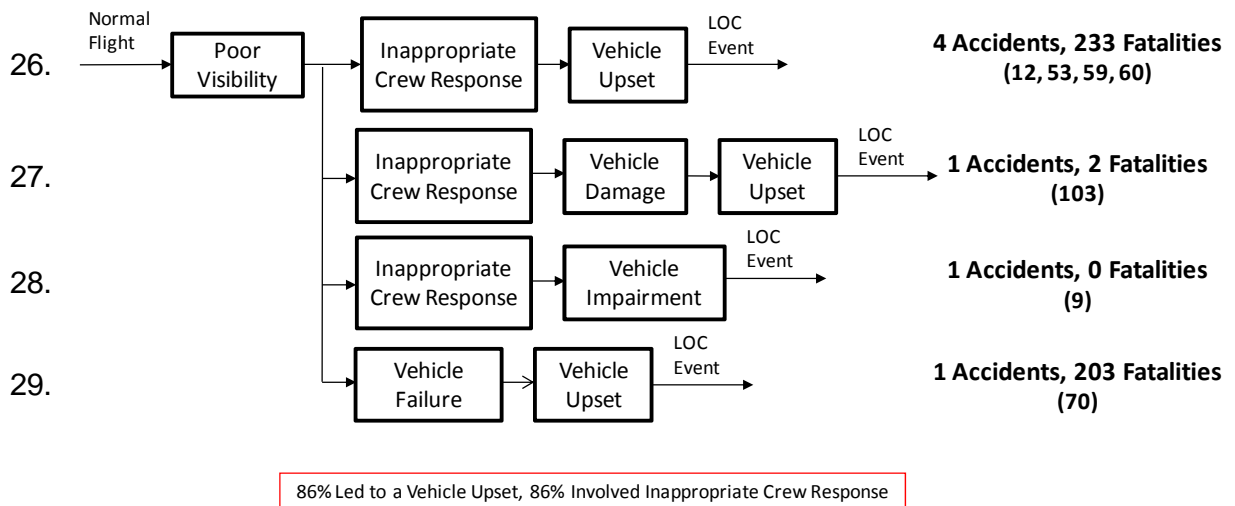 Normal
Flight
26.
Poor
Visibility
Inappropriate
Crew Response
Vehicle
Upset
LOC
Event
4 Accidents, 233 Fatalities
(12, 53, 59, 60)
27.
Inappropriate
Crew Response
Vehicle
Damage
Vehicle
Upset
LOC
Event
1 Accidents, 2 Fatalities
(103)
28.
Inappropriate
Crew Response
Vehicle
Impairment
LOC
Event
1 Accidents, 0 Fatalities
(9)
29.
Vehicle
Failure
Vehicle
Upset
LOC
Event
1 Accidents, 203 Fatalities
(70)
86% Led to a Vehicle Upset, 86% Involved Inappropriate Crew Response